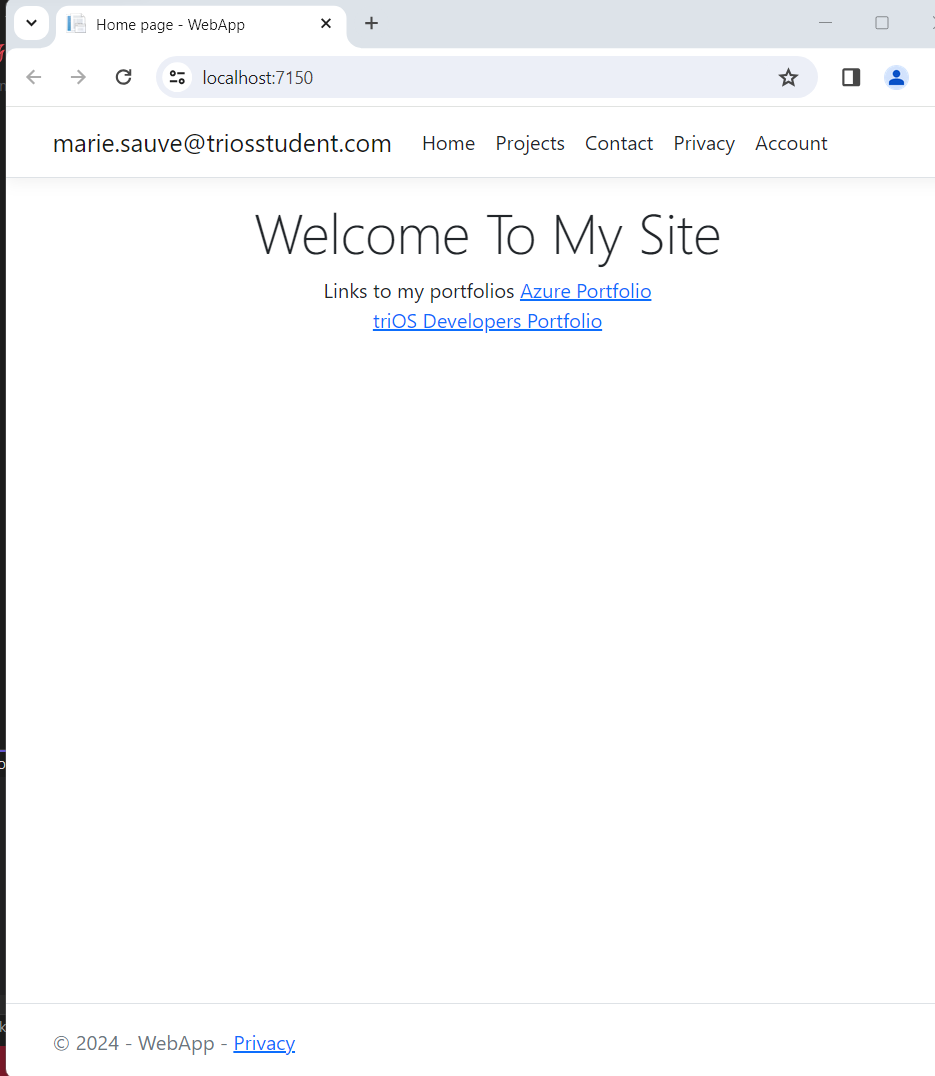 Home page - WebApp
localhost:7150
marie.sauve@triosstudent.com Home Projects Contact Privacy Account
Welcome To My Site
Links to my portfolios Azure Portfolio
triOS Developers Portfolio
© 2024 - WebApp - Privacy